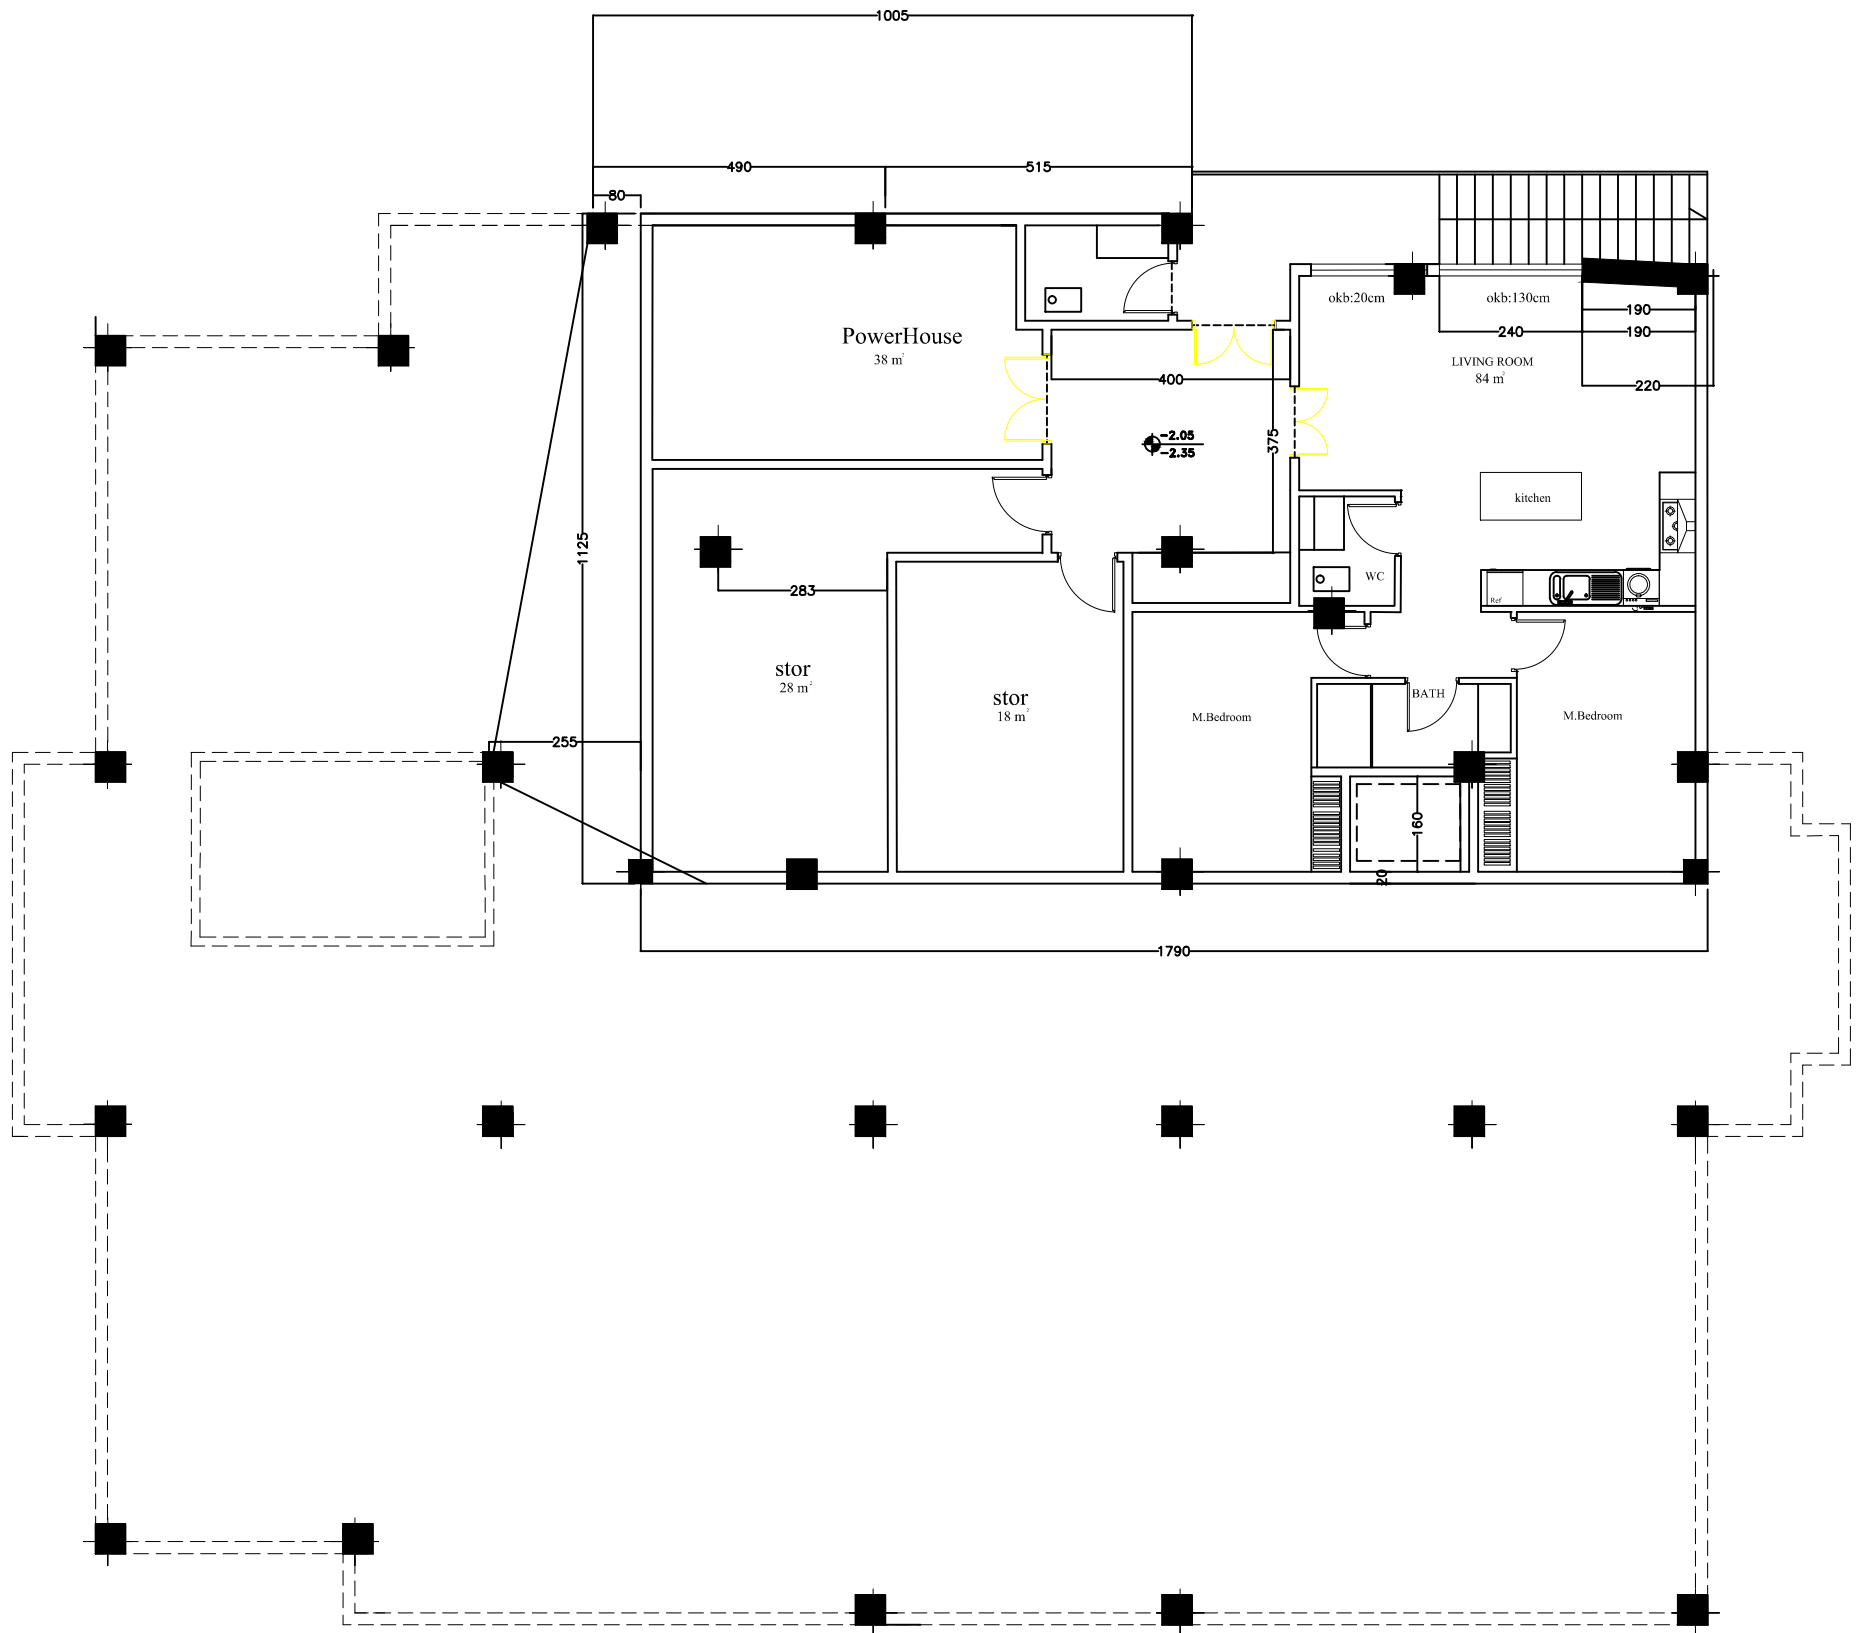 1005
490
515
80
okb:20cm
okb:130cm
190
240
190
PowerHouse
38 m²
LIVING ROOM
84 m²
400
220
-2.05
-2.35
375
kitchen
1125
WC
283
Ref
stor
28 m²
stor
18 m²
BATH
M.Bedroom
M.Bedroom
255
160
20
1790